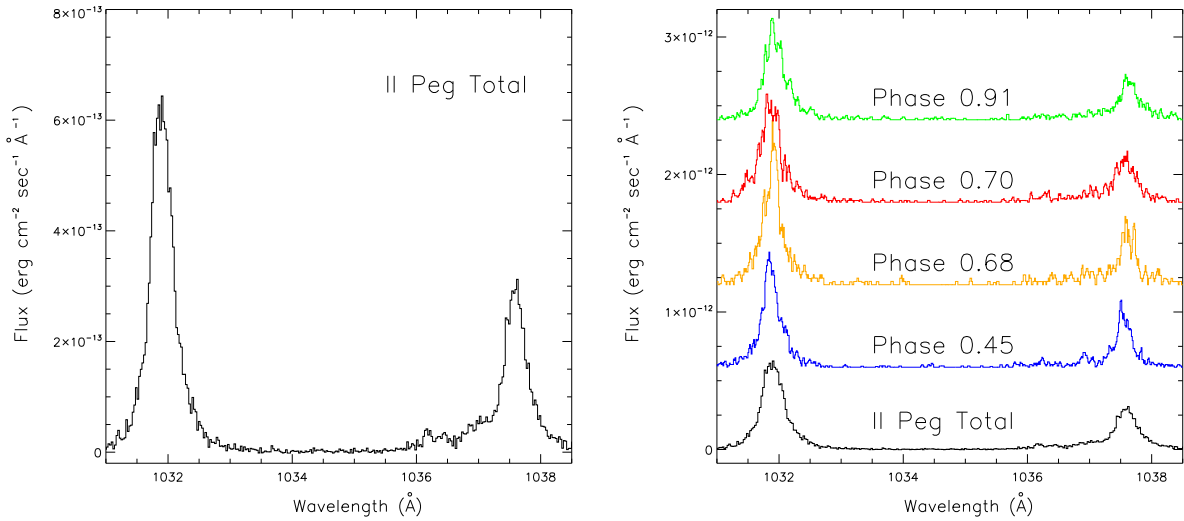 8×10⁻¹³
6×10⁻¹³
4×10⁻¹³
2×10⁻¹³
0
Flux (erg cm⁻² sec⁻¹ Å⁻¹)
II Peg Total
1032 1034 1036 1038
Wavelength (Å)
3×10⁻¹²
2×10⁻¹²
1×10⁻¹²
0
Flux (erg cm⁻² sec⁻¹ Å⁻¹)
Phase 0.91
Phase 0.70
Phase 0.68
Phase 0.45
II Peg Total
1032 1034 1036 1038
Wavelength (Å)